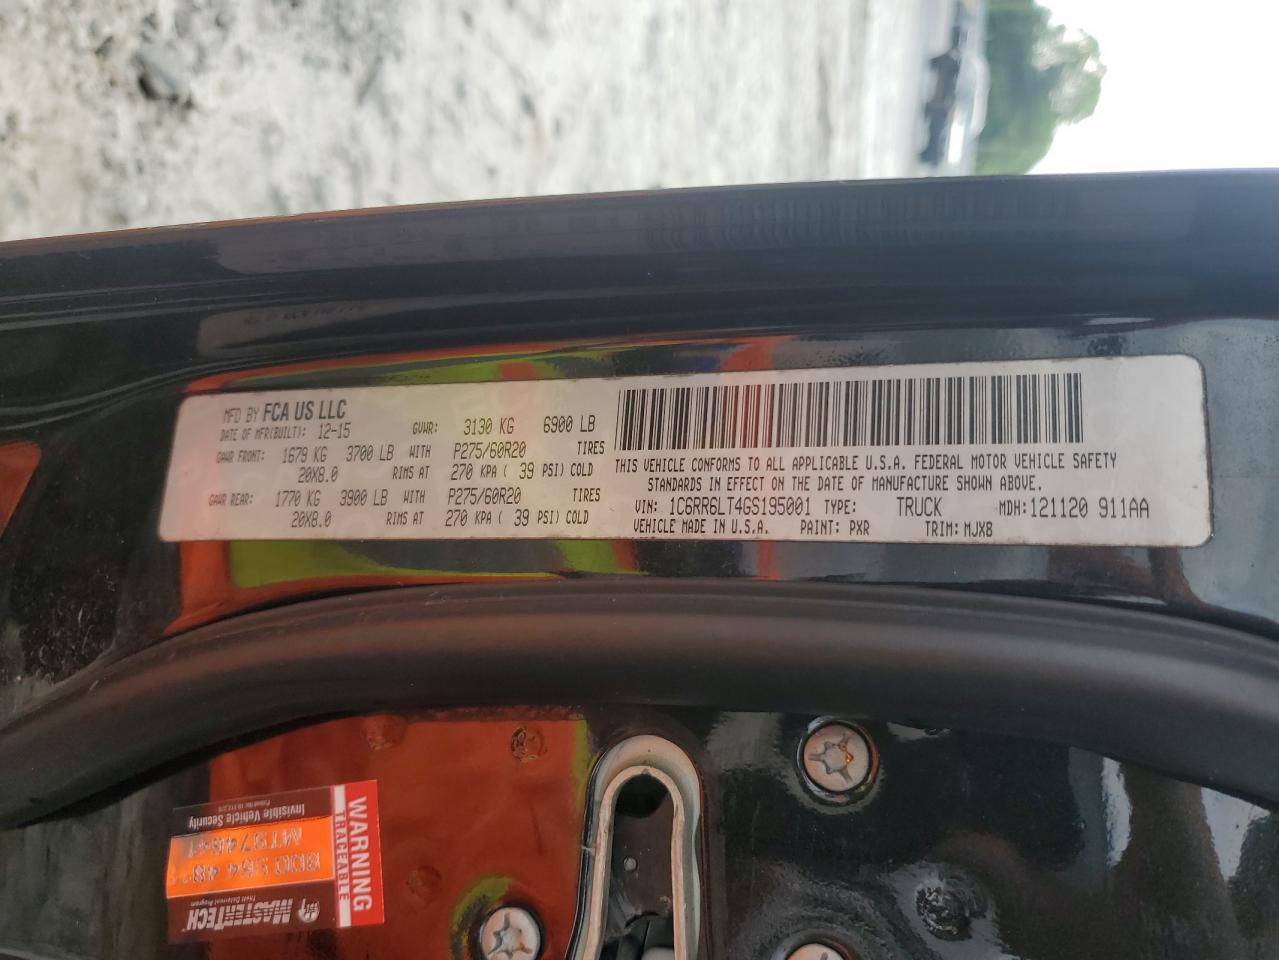 MFD BY FCA US LLC
DATE OF MFR(BUILT): 12-15 GVWR: 3130 KG 6900 LB
GAWR FRONT: 1679 KG 3700 LB WITH P275/60R20 TIRES
20X8.0 RIMS AT 270 KPA ( 39 PSI) COLD
GAWR REAR: 1770 KG 3900 LB WITH P275/60R20 TIRES
20X8.0 RIMS AT 270 KPA ( 39 PSI) COLD
THIS VEHICLE CONFORMS TO ALL APPLICABLE U.S.A. FEDERAL MOTOR VEHICLE SAFETY
STANDARDS IN EFFECT ON THE DATE OF MANUFACTURE SHOWN ABOVE.
VIN: 1C6RR6LT4GS195001 TYPE: TRUCK MDH: 121120 911AA
VEHICLE MADE IN U.S.A. PAINT: PXR TRIM: MJX8
WARNING
TRACEABLE
MASTERTECH
Theft Deterrent Program
Invisible Vehicle Security